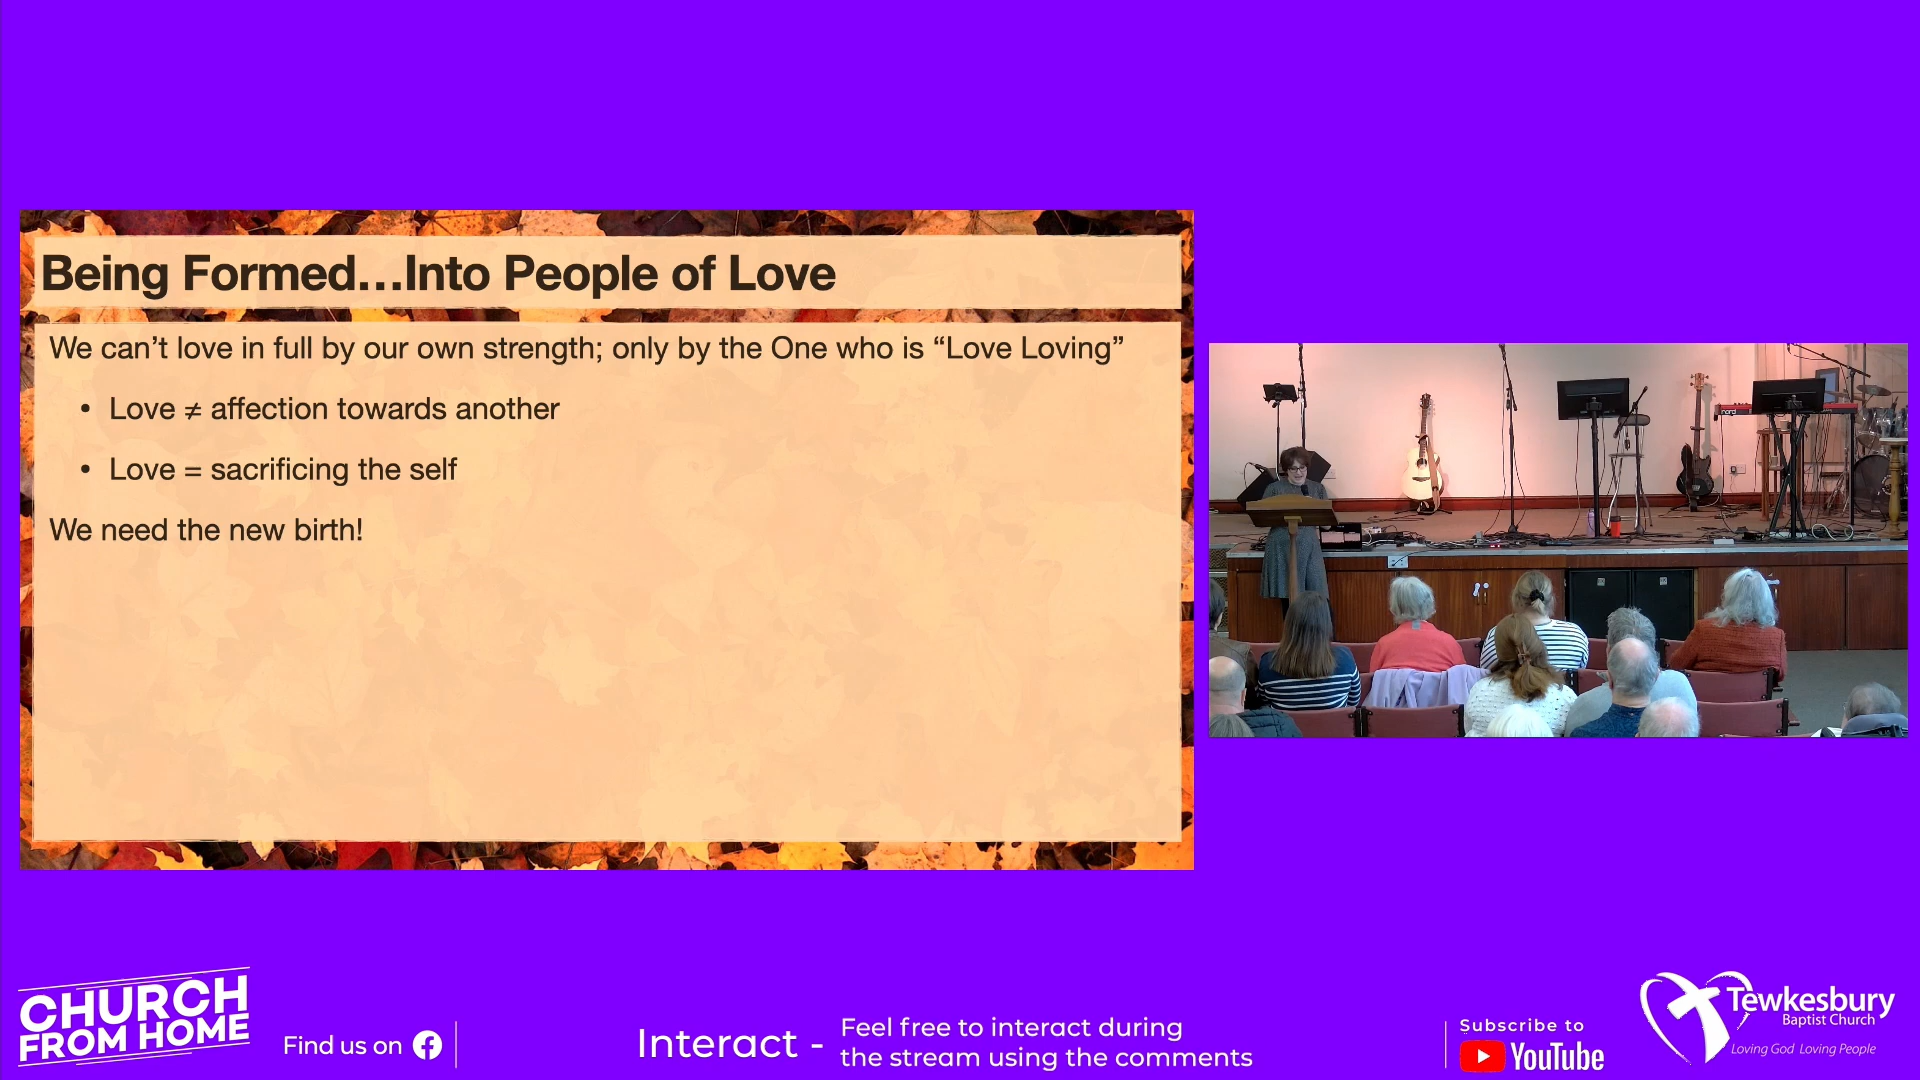 Being Formed…Into People of Love
We can’t love in full by our own strength; only by the One who is “Love Loving”
• Love ≠ affection towards another
• Love = sacrificing the self
We need the new birth!
nord
CHURCH
FROM HOME
Find us on
Interact -
Feel free to interact during
the stream using the comments
Subscribe to
YouTube
Tewkesbury
Baptist Church
Loving God Loving People